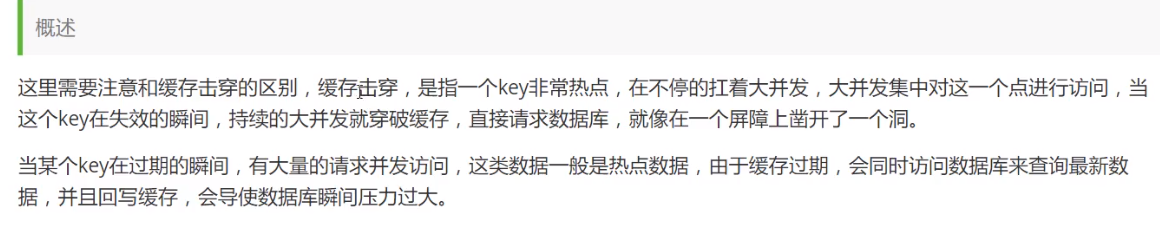 概述
这里需要注意和缓存击穿的区别，缓存击穿，是指一个key非常热点，在不停的扛着大并发，大并发集中对这一个点进行访问，当
这个key在失效的瞬间，持续的大并发就穿破缓存，直接请求数据库，就像在一个屏障上凿开了一个洞。
当某个key在过期的瞬间，有大量的请求并发访问，这类数据一般是热点数据，由于缓存过期，会同时访问数据库来查询最新数
据，并且回写缓存，会导使数据库瞬间压力过大。